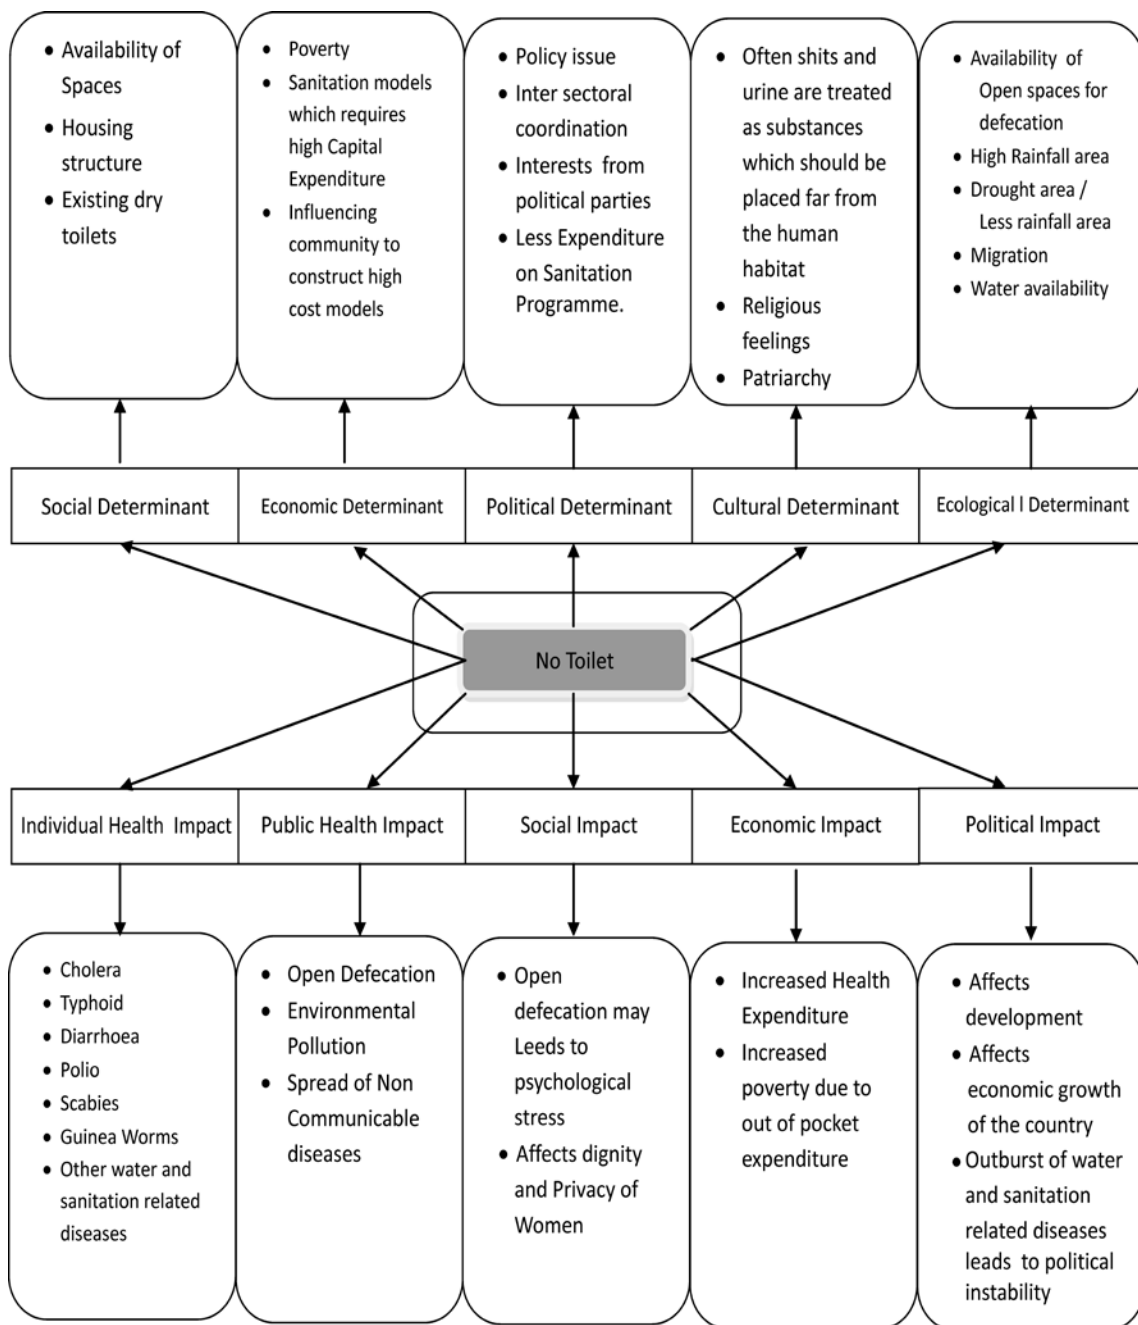 • Availability of
Spaces
• Housing
structure
• Existing dry
toilets
• Poverty
• Sanitation models
which requires
high Capital
Expenditure
• Influencing
community to
construct high
cost models
• Policy issue
• Inter sectoral
coordination
• Interests from
political parties
• Less Expenditure
on Sanitation
Programme.
• Often shits and
urine are treated
as substances
which should be
placed far from
the human
habitat
• Religious
feelings
• Patriarchy
• Availability of
Open spaces for
defecation
• High Rainfall area
• Drought area /
Less rainfall area
• Migration
• Water availability
Social Determinant
Economic Determinant
Political Determinant
Cultural Determinant
Ecological l Determinant
No Toilet
Individual Health Impact
Public Health Impact
Social Impact
Economic Impact
Political Impact
• Cholera
• Typhoid
• Diarrhoea
• Polio
• Scabies
• Guinea Worms
• Other water and
sanitation related
diseases
• Open Defecation
• Environmental
Pollution
• Spread of Non
Communicable
diseases
• Open
defecation may
Leeds to
psychological
stress
• Affects dignity
and Privacy of
Women
• Increased Health
Expenditure
• Increased
poverty due to
out of pocket
expenditure
• Affects
development
• Affects
economic growth
of the country
• Outburst of water
and sanitation
related diseases
leads to political
instability